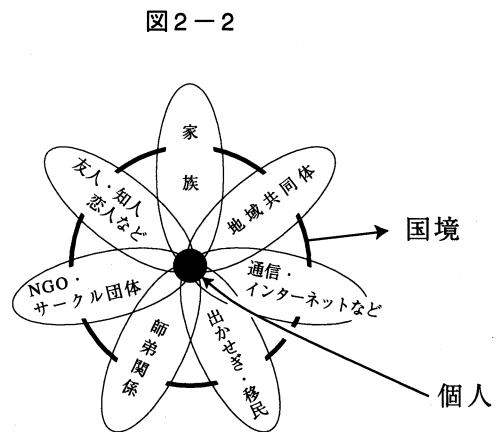 図2-2
家族
地域共同体
通信・
インターネットなど
出かせぎ・移民
師弟関係
NGO・
サークル団体
友人・知人
恋人など
国境
個人